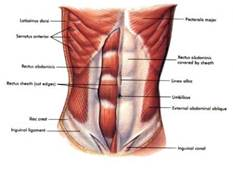 Latissimus dorsi
Serratus anterior
Rectus abdominis
Rectus sheath (cut edges)
Iliac crest
Inguinal ligament
Pectoralis major
Rectus abdominis
covered by sheath
Linea alba
Umbilicus
External abdominal oblique
Inguinal canal